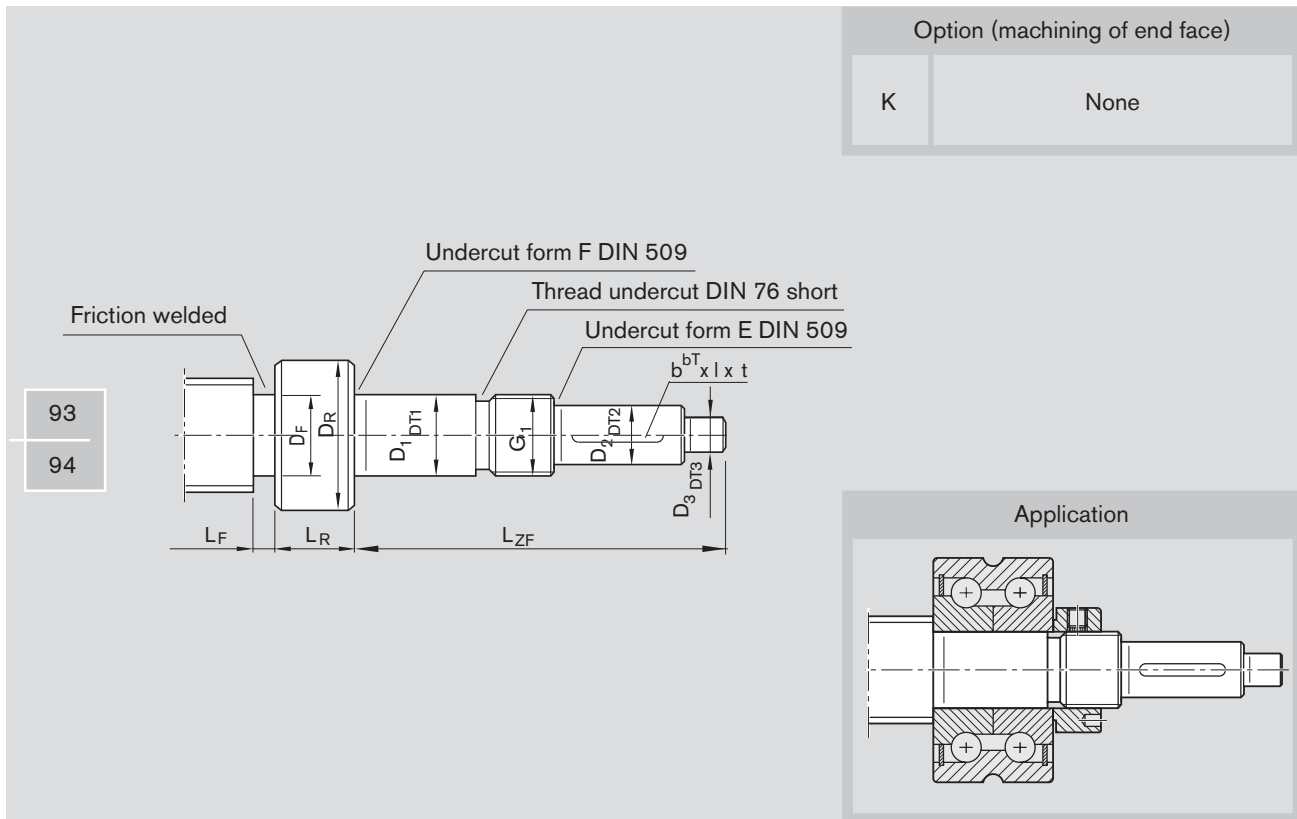 Option (machining of end face)
K
None
Undercut form F DIN 509
Thread undercut DIN 76 short
Friction welded
Undercut form E DIN 509
b^bT x l x t
93
94
D_F
D_R
D_1 DT1
G_1
D_2 DT2
D_3 DT3
L_F
L_R
L_ZF
Application